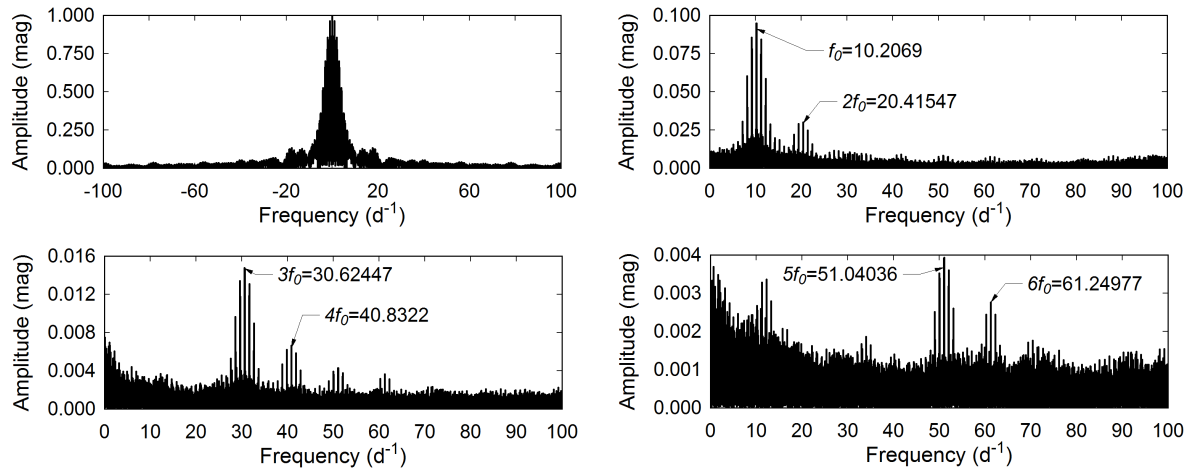 1.000
0.750
0.500
0.250
0.000
-100 -60 -20 20 60 100
Amplitude (mag)
Frequency (d⁻¹)
0.100
0.075
0.050
0.025
0.000
0 10 20 30 40 50 60 70 80 90 100
Amplitude (mag)
Frequency (d⁻¹)
f₀=10.2069
2f₀=20.41547
0.016
0.012
0.008
0.004
0.000
0 10 20 30 40 50 60 70 80 90 100
Amplitude (mag)
Frequency (d⁻¹)
3f₀=30.62447
4f₀=40.8322
0.004
0.003
0.002
0.001
0.000
0 10 20 30 40 50 60 70 80 90 100
Amplitude (mag)
Frequency (d⁻¹)
5f₀=51.04036
6f₀=61.24977